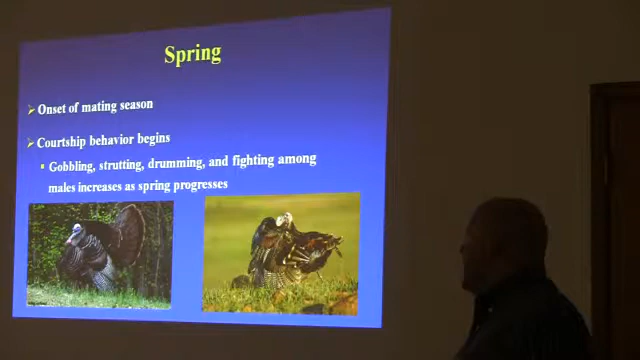 Spring
Onset of mating season
Courtship behavior begins
Gobbling, strutting, drumming, and fighting among
males increases as spring progresses